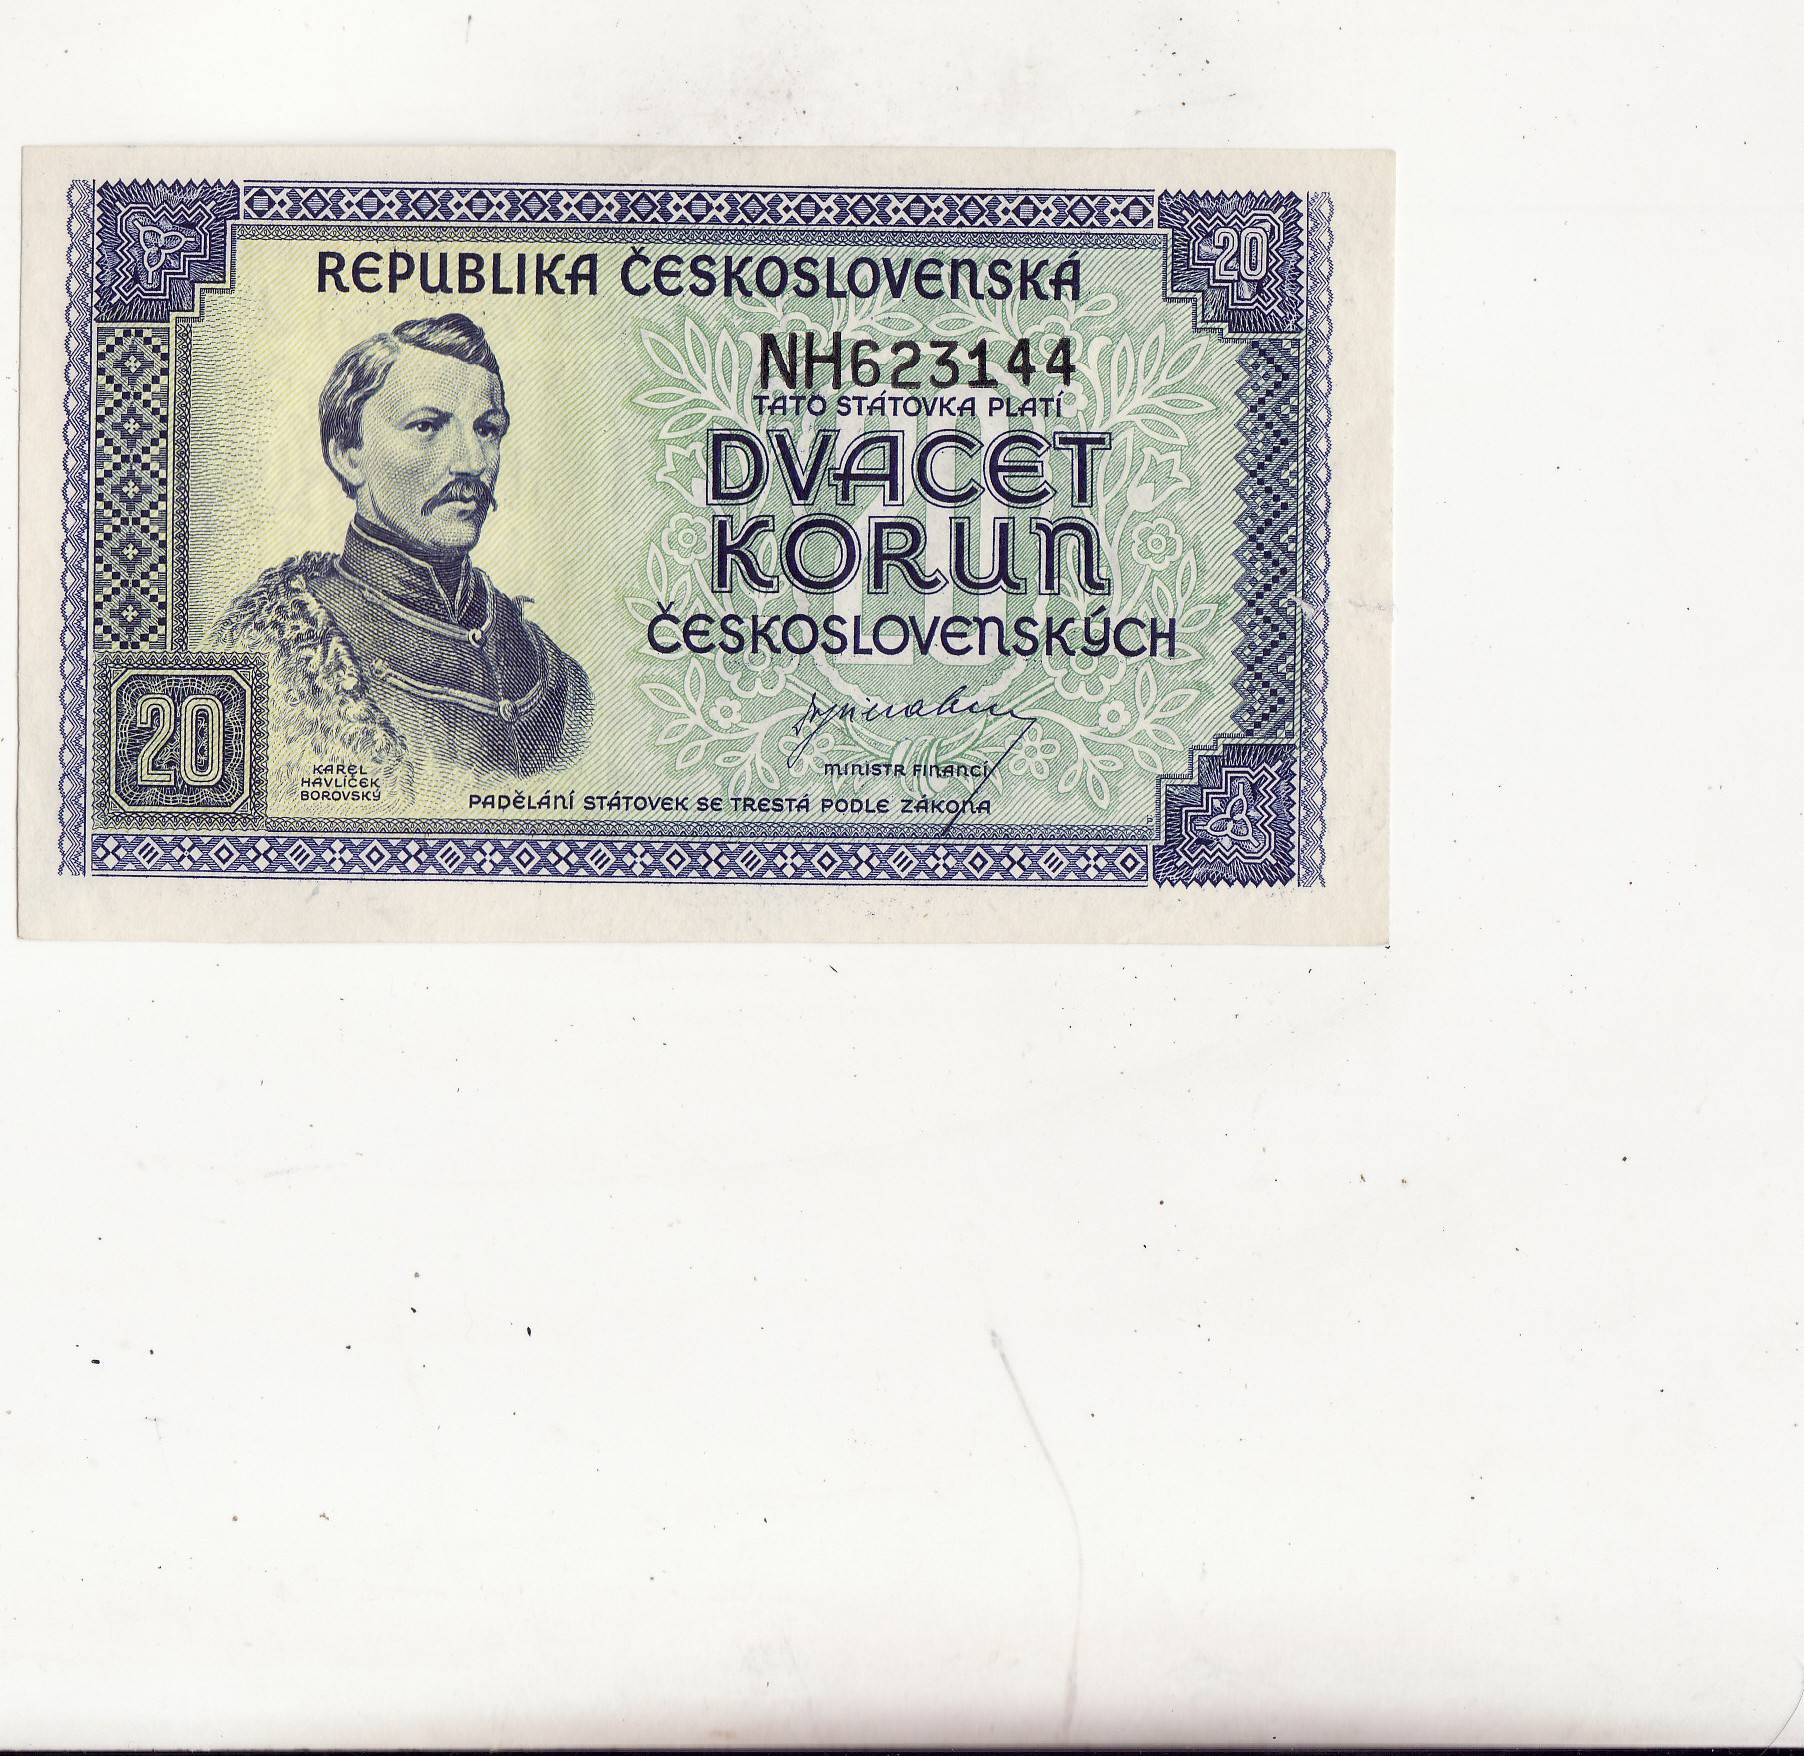 REPUBLIKA ČESKOSLOVENSKÁ
20
NH623144
TATO STÁTOVKA PLATÍ
DVACET
KORUN
ČESKOSLOVENSKÝCH
20
KAREL
HAVLÍČEK
BOROVSKÝ
MINISTR FINANCÍ
PADĚLÁNÍ STÁTOVEK SE TRESTÁ PODLE ZÁKONA